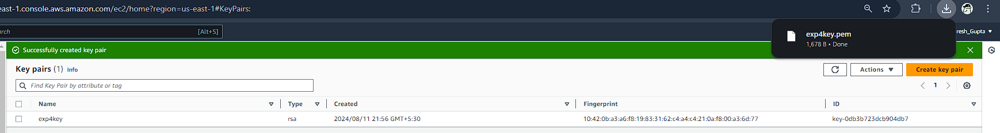 east-1.console.aws.amazon.com/ec2/home?region=us-east-1#KeyPairs:
rch [Alt+S] resh_Gupta
exp4key.pem
1,678 B • Done
Successfully created key pair
Key pairs (1) Info Actions Create key pair
Find Key Pair by attribute or tag 1
Name Type Created Fingerprint ID
exp4key rsa 2024/08/11 21:56 GMT+5:30 10:42:0b:a3:a6:f8:19:83:31:62:c4:a4:c4:21:0a:f8:00:a3:6d:77 key-0db3b723dcb904db7